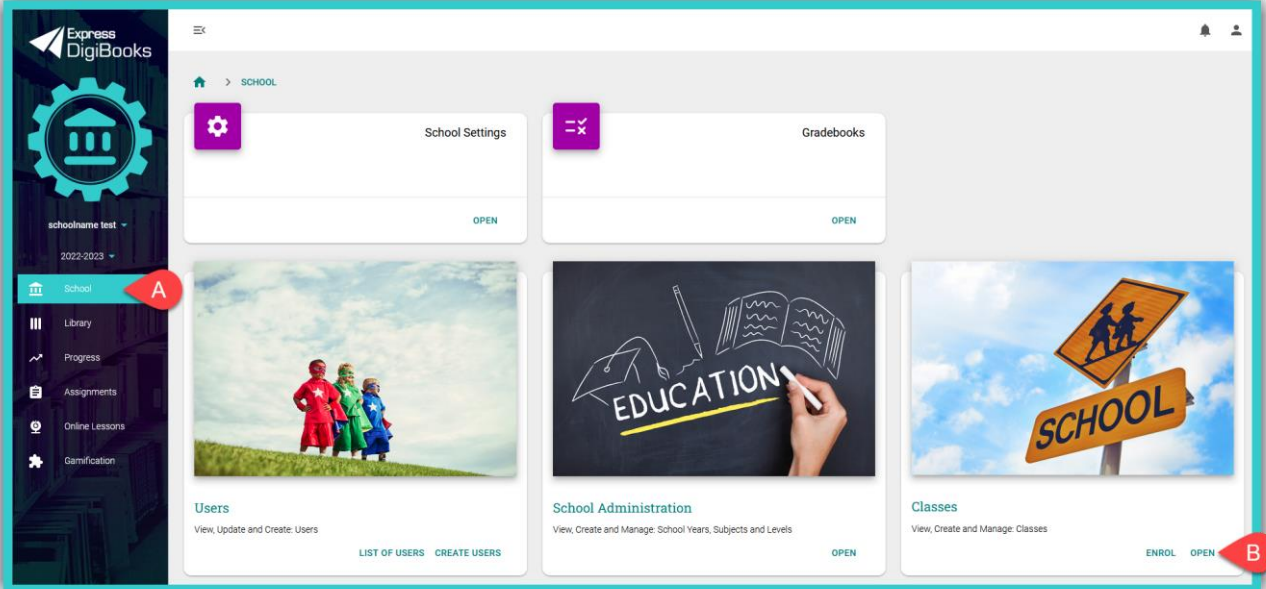 Express
DigiBooks
SCHOOL
School Settings
Gradebooks
OPEN
OPEN
schoolname test
2022-2023
School
A
Library
Progress
Assignments
Online Lessons
Gamification
EDUCATION
SCHOOL
Users
View, Update and Create: Users
LIST OF USERS CREATE USERS
School Administration
View, Create and Manage: School Years, Subjects and Levels
OPEN
Classes
View, Create and Manage: Classes
ENROL OPEN
B